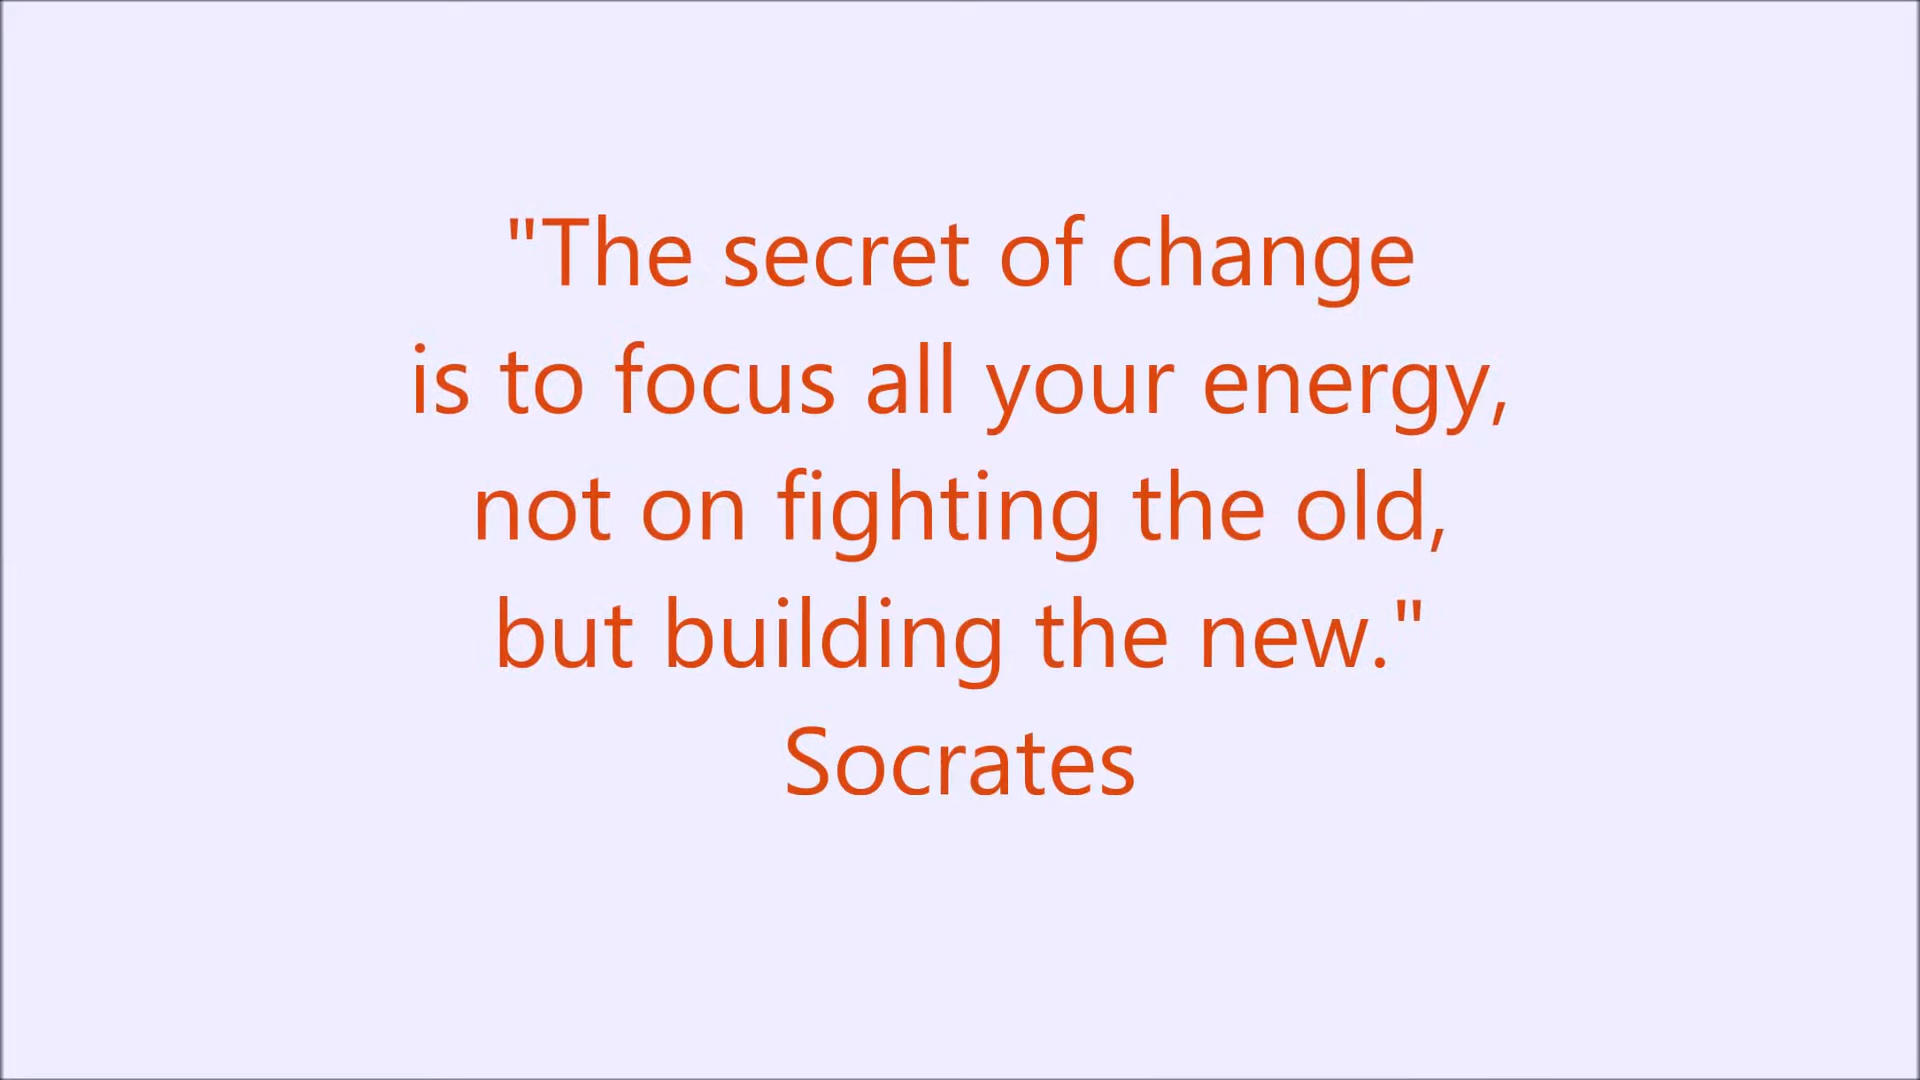 "The secret of change
is to focus all your energy,
not on fighting the old,
but building the new."
Socrates